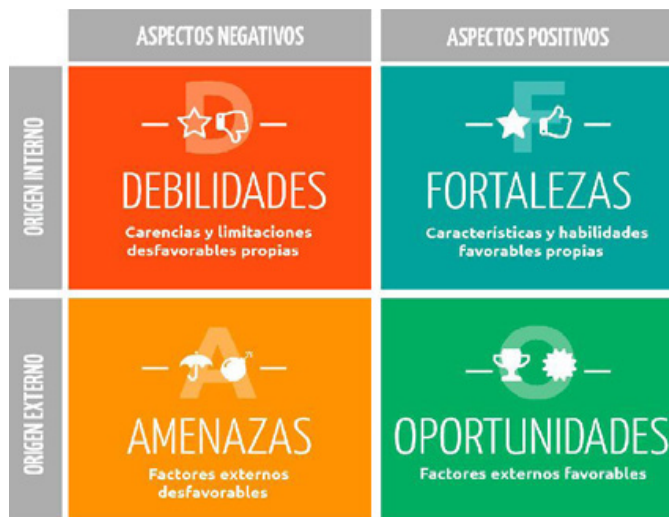 ASPECTOS NEGATIVOS
ASPECTOS POSITIVOS
ORIGEN INTERNO
D
DEBILIDADES
Carencias y limitaciones
desfavorables propias
F
FORTALEZAS
Características y habilidades
favorables propias
ORIGEN EXTERNO
A
AMENAZAS
Factores externos
desfavorables
O
OPORTUNIDADES
Factores externos favorables